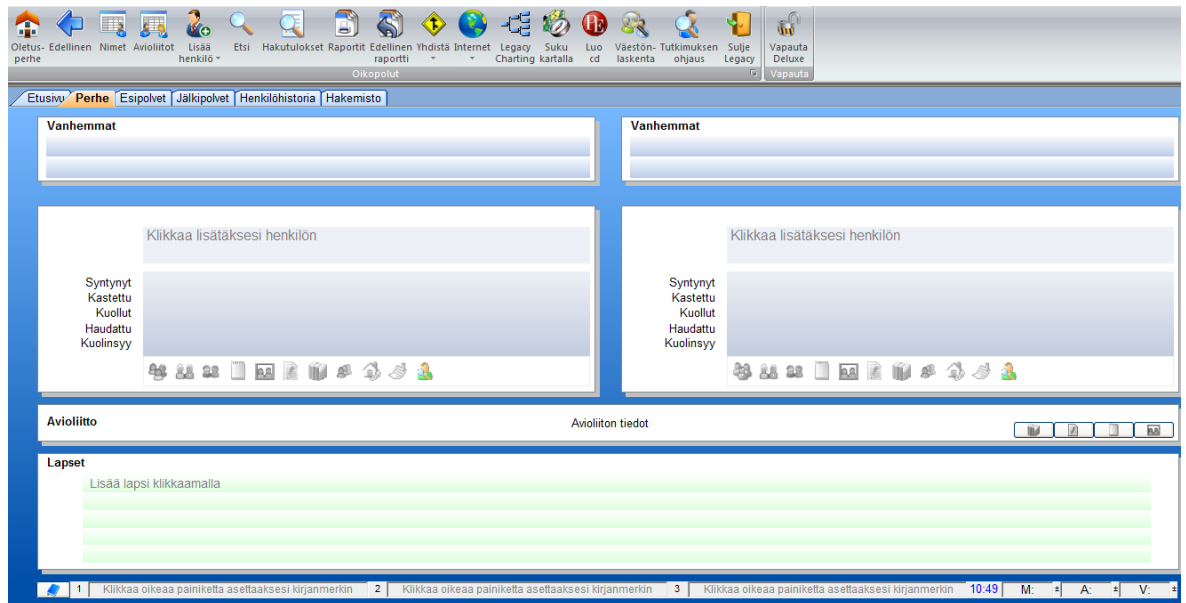 Oletus-perhe Edellinen Nimet Avioliitot Lisää henkilö Etsi Hakutulokset Raportit Edellinen raportti Yhdistä Internet Legacy Charting Suku kartalla Luo cd Väestön-laskenta Tutkimuksen ohjaus Sulje Legacy Vapauta Deluxe
Oikopolut Vapauta
Etusivu Perhe Esipolvet Jälkipolvet Henkilöhistoria Hakemisto
Vanhemmat Vanhemmat
Klikkaa lisätäksesi henkilön Klikkaa lisätäksesi henkilön
Syntynyt Syntynyt
Kastettu Kastettu
Kuollut Kuollut
Haudattu Haudattu
Kuolinsyy Kuolinsyy
Avioliitto Avioliiton tiedot
Lapset
Lisää lapsi klikkaamalla
1 Klikkaa oikeaa painiketta asettaaksesi kirjanmerkin 2 Klikkaa oikeaa painiketta asettaaksesi kirjanmerkin 3 Klikkaa oikeaa painiketta asettaaksesi kirjanmerkin 10:49 M: ± A: ± V: ±